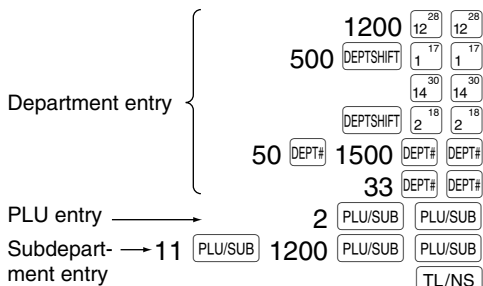 1200 12 28 12 28
500 DEPTSHIFT 1 17 1 17
14 30 14 30
Department entry
DEPTSHIFT 2 18 2 18
50 DEPT# 1500 DEPT# DEPT#
33 DEPT# DEPT#
PLU entry 2 PLU/SUB PLU/SUB
Subdepart- 11 PLU/SUB 1200 PLU/SUB PLU/SUB
ment entry TL/NS